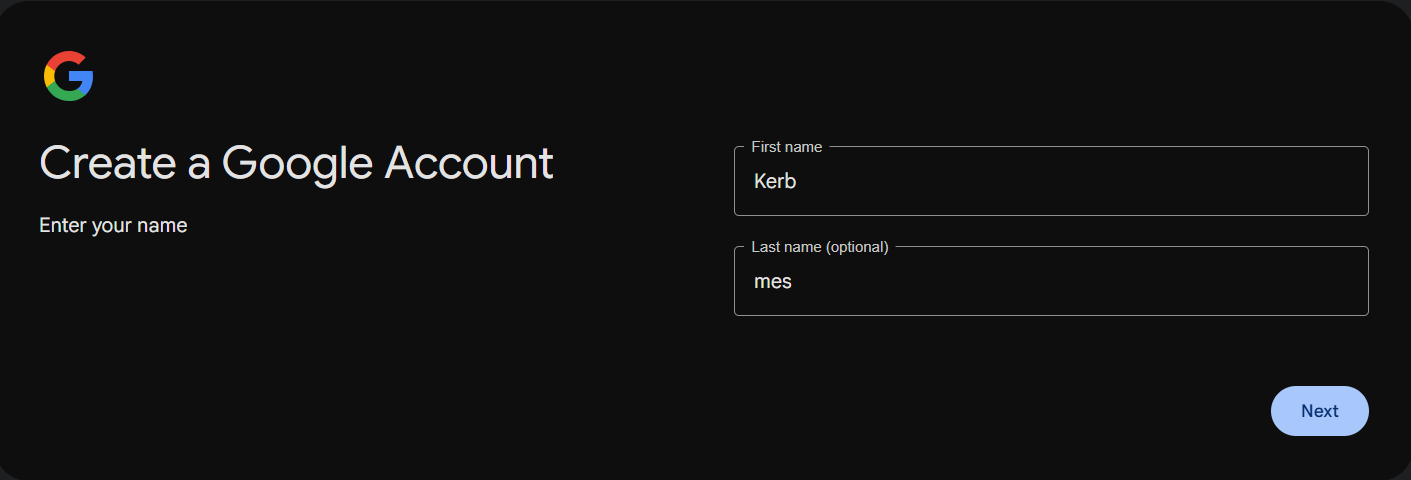 Create a Google Account
Enter your name
First name
Kerb
Last name (optional)
mes
Next